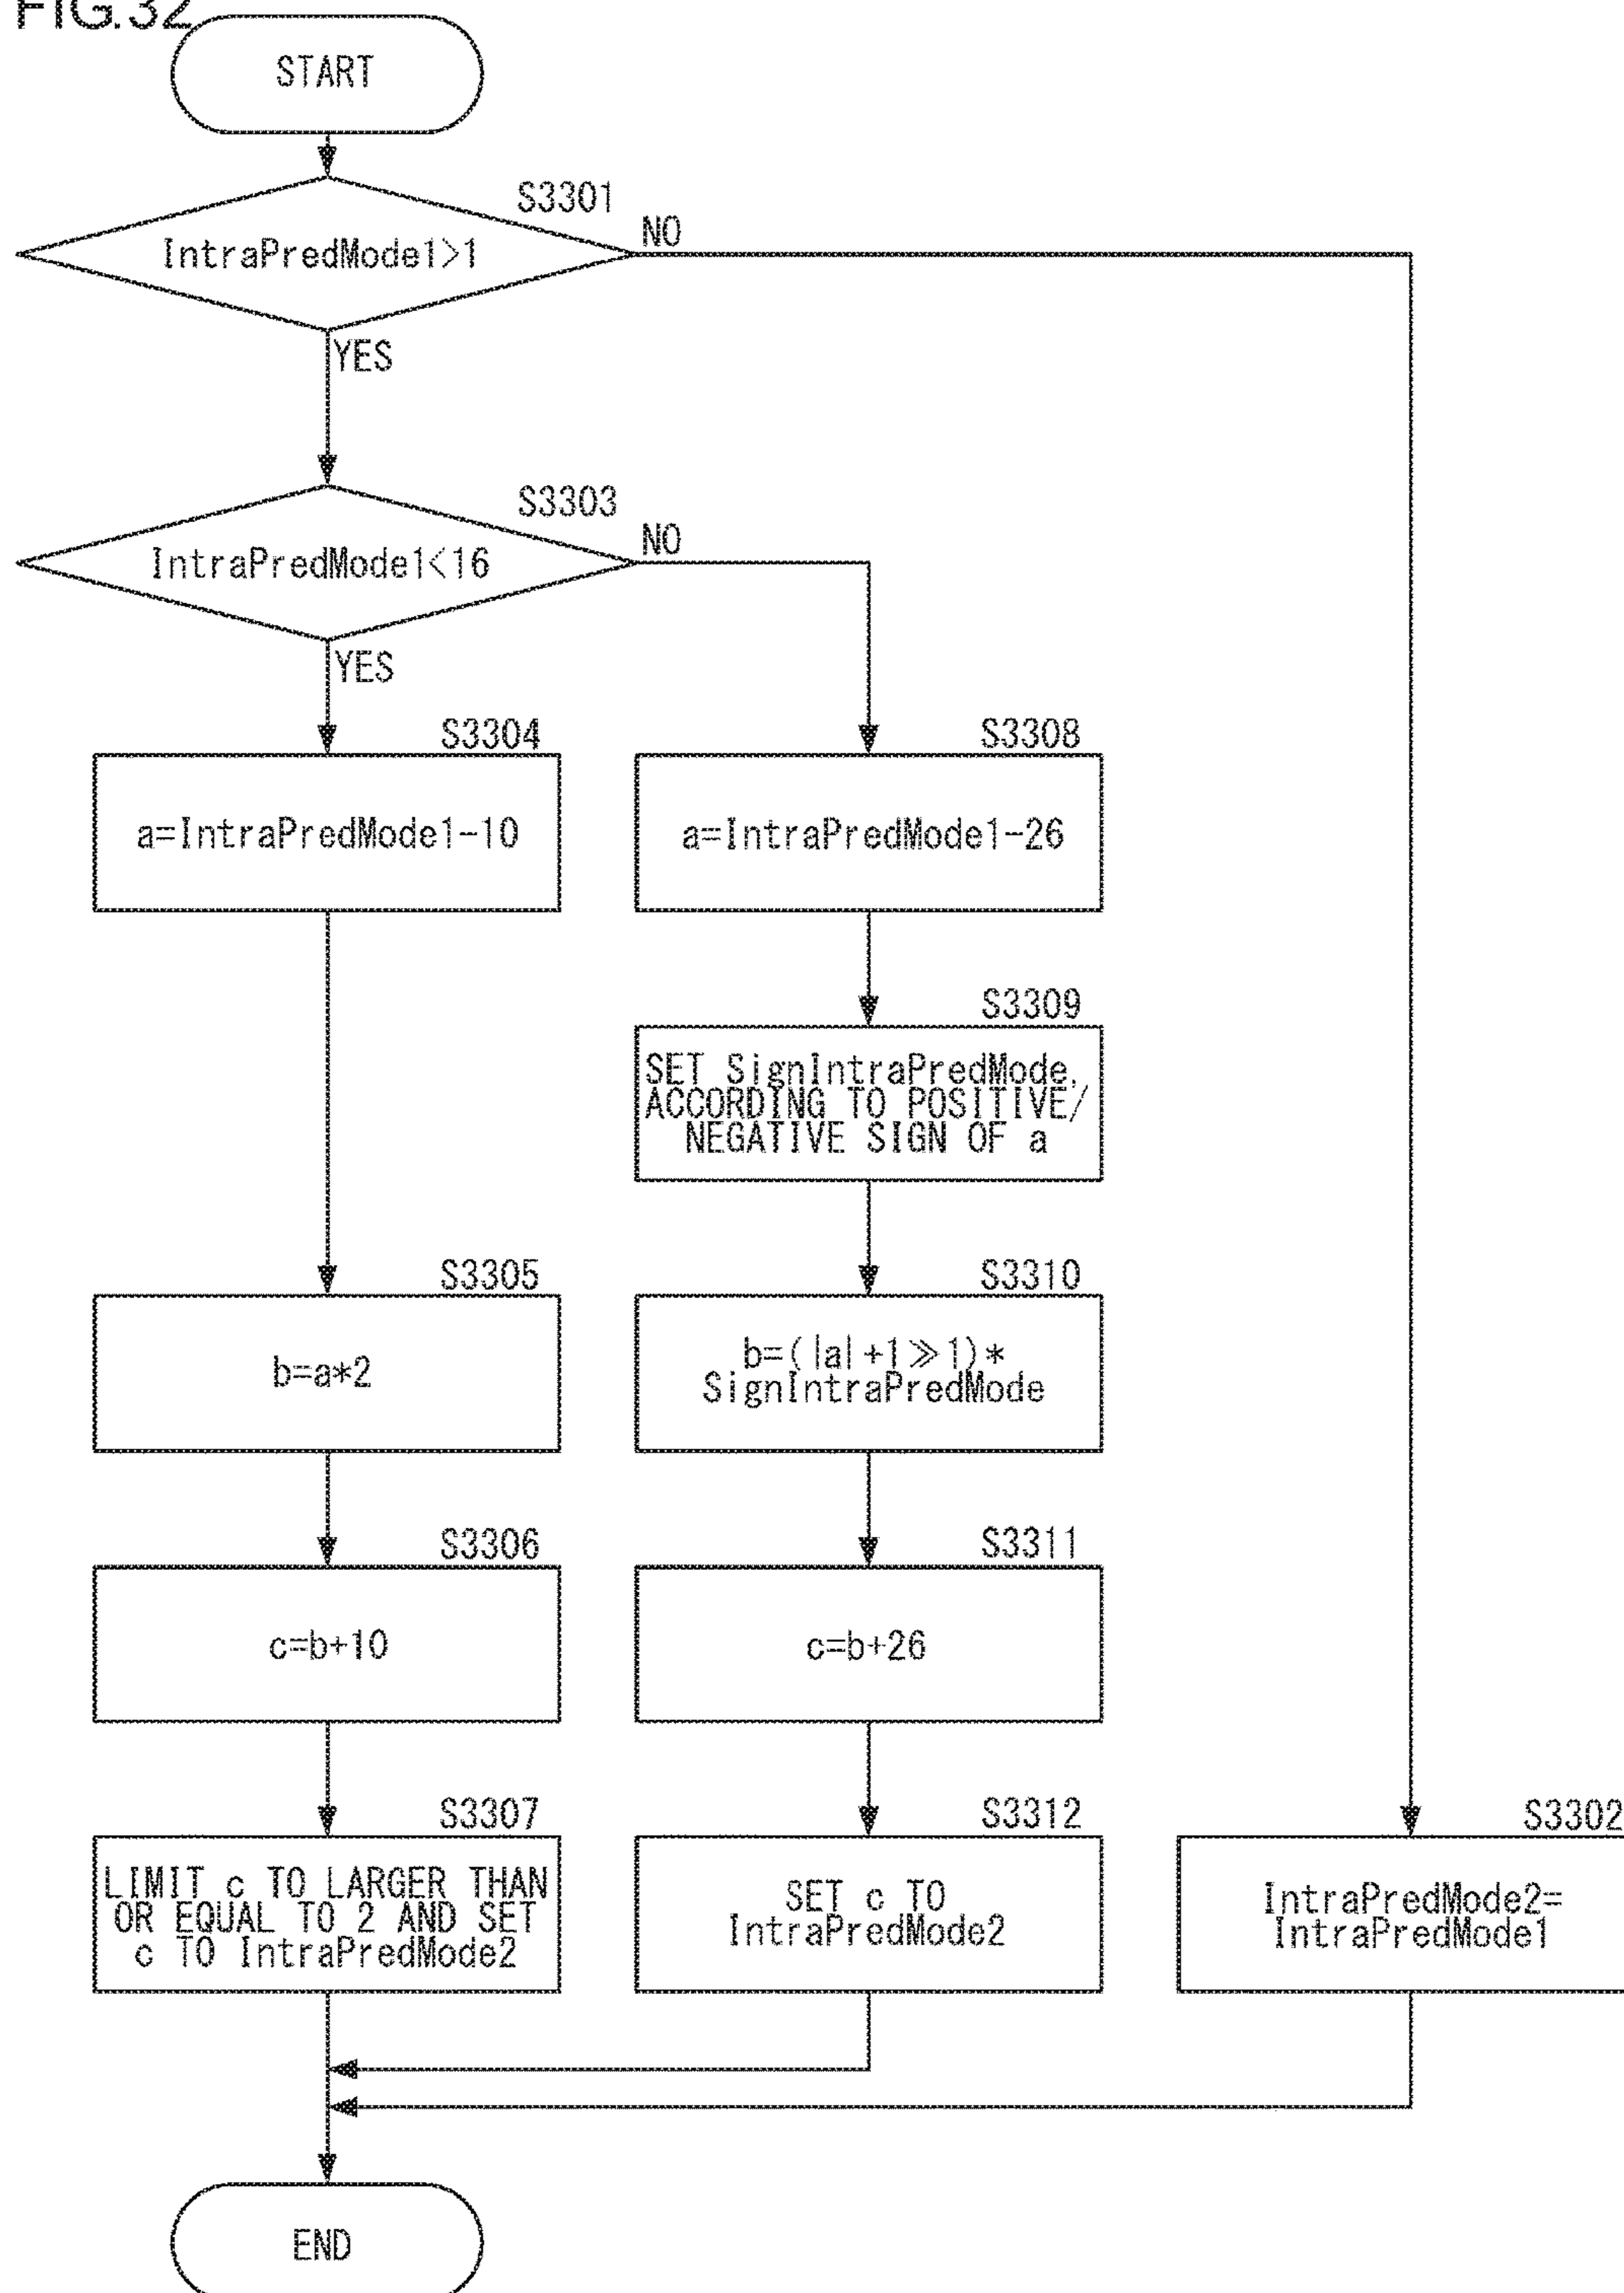 FIG.32
START
S3301
IntraPredMode1>1
NO
YES
S3303
IntraPredMode1<16
NO
YES
S3304
a=IntraPredMode1-10
S3308
a=IntraPredMode1-26
S3309
SET SignIntraPredMode,
ACCORDING TO POSITIVE/
NEGATIVE SIGN OF a
S3305
b=a*2
S3310
b=(|a|+1≫1)*
SignIntraPredMode
S3306
c=b+10
S3311
c=b+26
S3307
LIMIT c TO LARGER THAN
OR EQUAL TO 2 AND SET
c TO IntraPredMode2
S3312
SET c TO
IntraPredMode2
S3302
IntraPredMode2=
IntraPredMode1
END